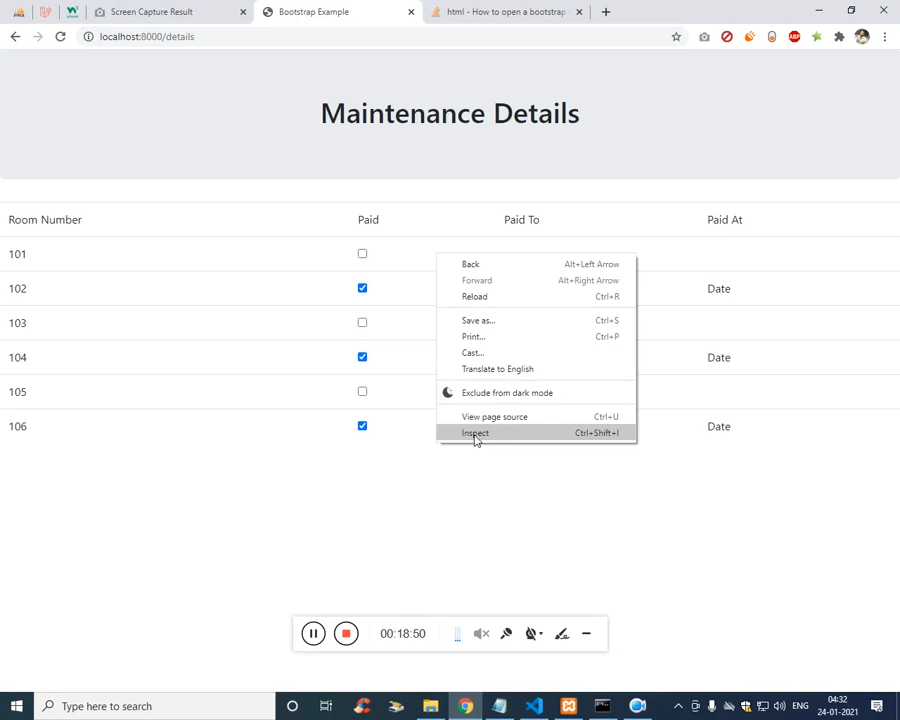 Screen Capture Result
Bootstrap Example
html - How to open a bootstrap
localhost:8000/details
ABP
Maintenance Details
Room Number Paid Paid To Paid At
101
102 Date
103
104 Date
105
106 Date
Back Alt+Left Arrow
Forward Alt+Right Arrow
Reload Ctrl+R
Save as... Ctrl+S
Print... Ctrl+P
Cast...
Translate to English
Exclude from dark mode
View page source Ctrl+U
Inspect Ctrl+Shift+I
00:18:50
Type here to search
ENG
04:32
24-01-2021